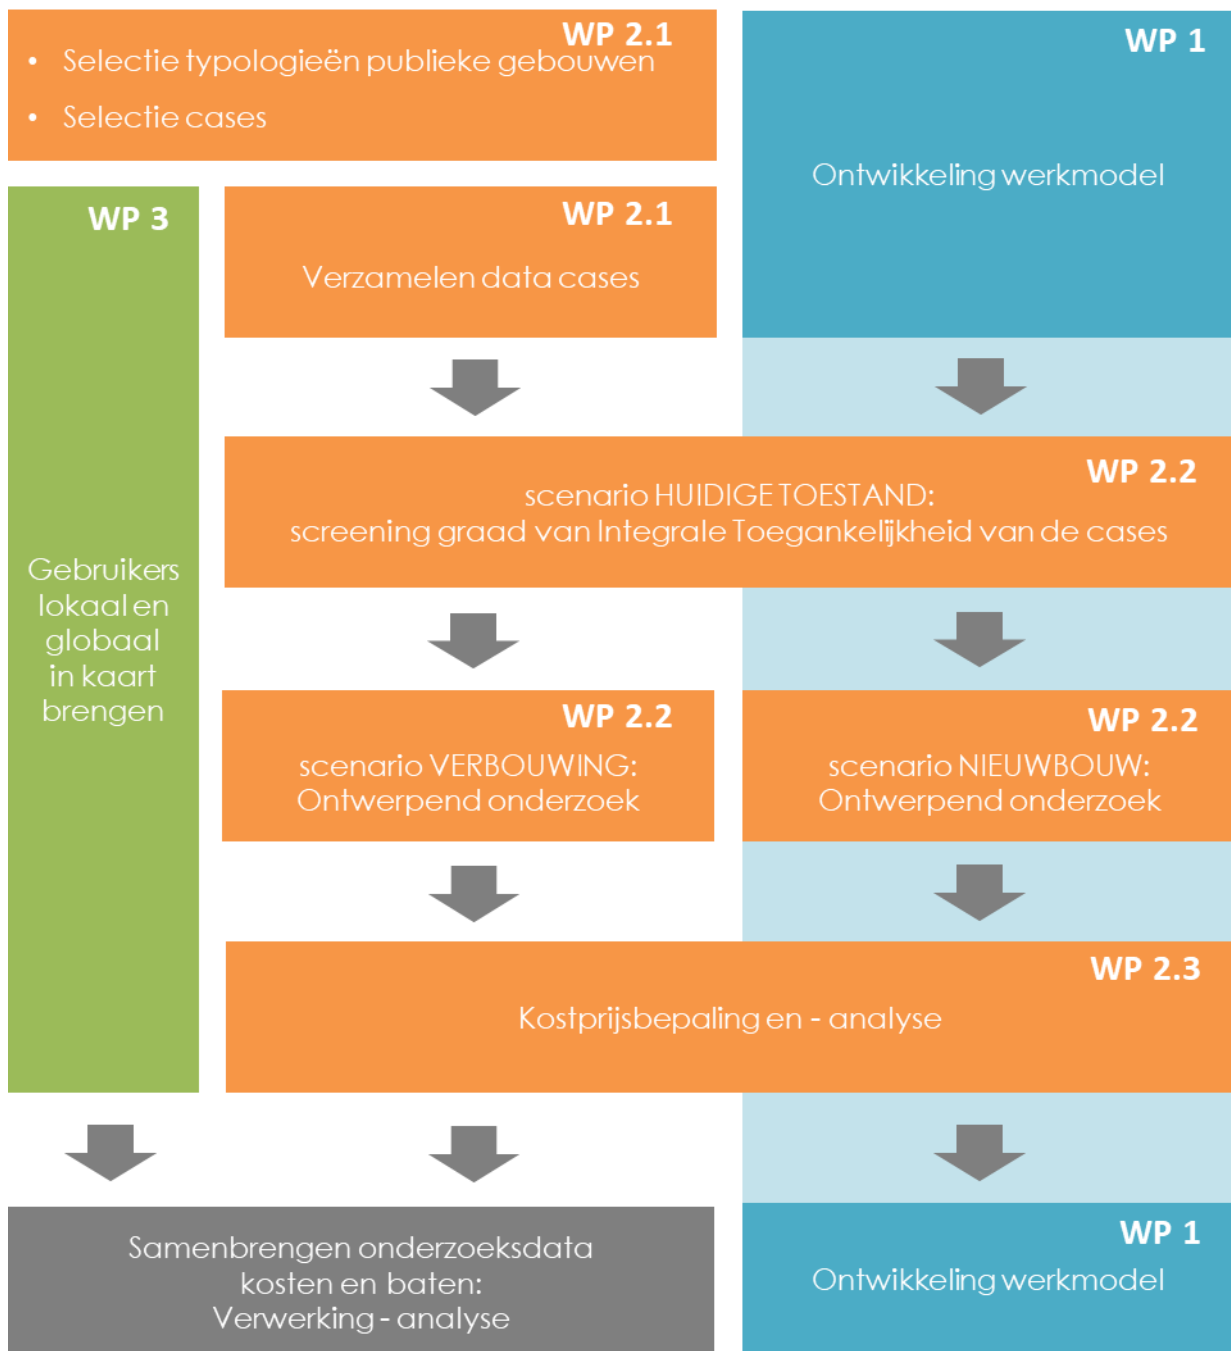 WP 2.1
• Selectie typologieën publieke gebouwen
• Selectie cases
WP 1
Ontwikkeling werkmodel
WP 3
Gebruikers
lokaal en
globaal
in kaart
brengen
WP 2.1
Verzamelen data cases
WP 2.2
scenario HUIDIGE TOESTAND:
screening graad van Integrale Toegankelijkheid van de cases
WP 2.2
scenario VERBOUWING:
Ontwerpend onderzoek
WP 2.2
scenario NIEUWBOUW:
Ontwerpend onderzoek
WP 2.3
Kostprijsbepaling en - analyse
Samenbrengen onderzoeksdata
kosten en baten:
Verwerking - analyse
WP 1
Ontwikkeling werkmodel